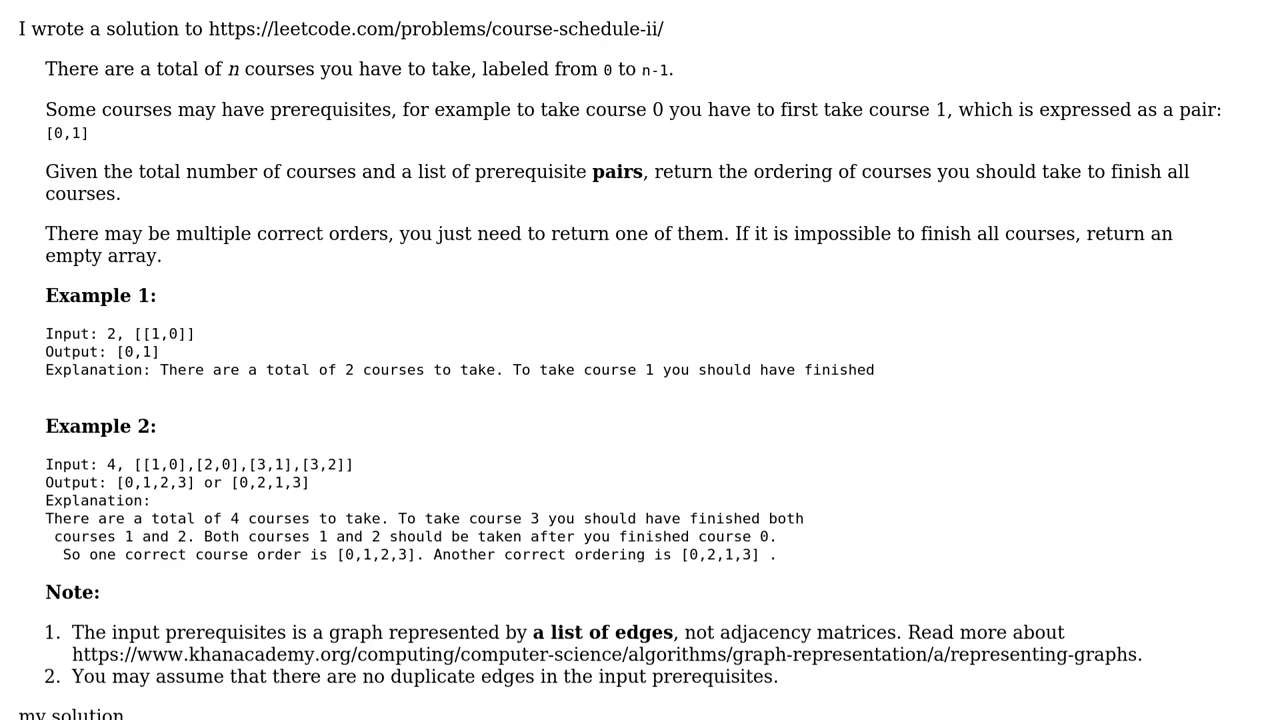 I wrote a solution to https://leetcode.com/problems/course-schedule-ii/
There are a total of n courses you have to take, labeled from 0 to n-1.
Some courses may have prerequisites, for example to take course 0 you have to first take course 1, which is expressed as a pair:
[0,1]
Given the total number of courses and a list of prerequisite pairs, return the ordering of courses you should take to finish all
courses.
There may be multiple correct orders, you just need to return one of them. If it is impossible to finish all courses, return an
empty array.
Example 1:
Input: 2, [[1,0]]
Output: [0,1]
Explanation: There are a total of 2 courses to take. To take course 1 you should have finished
Example 2:
Input: 4, [[1,0],[2,0],[3,1],[3,2]]
Output: [0,1,2,3] or [0,2,1,3]
Explanation:
There are a total of 4 courses to take. To take course 3 you should have finished both
courses 1 and 2. Both courses 1 and 2 should be taken after you finished course 0.
So one correct course order is [0,1,2,3]. Another correct ordering is [0,2,1,3] .
Note:
1. The input prerequisites is a graph represented by a list of edges, not adjacency matrices. Read more about
https://www.khanacademy.org/computing/computer-science/algorithms/graph-representation/a/representing-graphs.
2. You may assume that there are no duplicate edges in the input prerequisites.
my solution